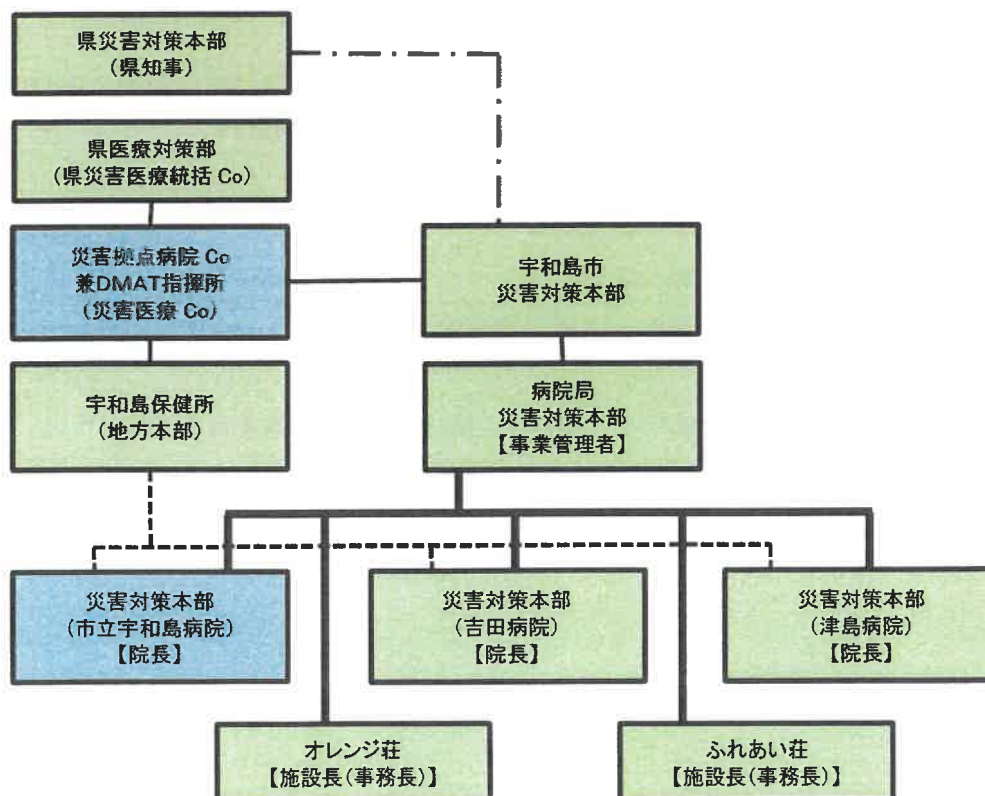 県災害対策本部
(県知事)
県医療対策部
(県災害医療統括 Co)
災害拠点病院 Co
兼DMAT指揮所
(災害医療 Co)
宇和島市
災害対策本部
宇和島保健所
(地方本部)
病院局
災害対策本部
【事業管理者】
災害対策本部
(市立宇和島病院)
【院長】
災害対策本部
(吉田病院)
【院長】
災害対策本部
(津島病院)
【院長】
オレンジ荘
【施設長(事務長)】
ふれあい荘
【施設長(事務長)】